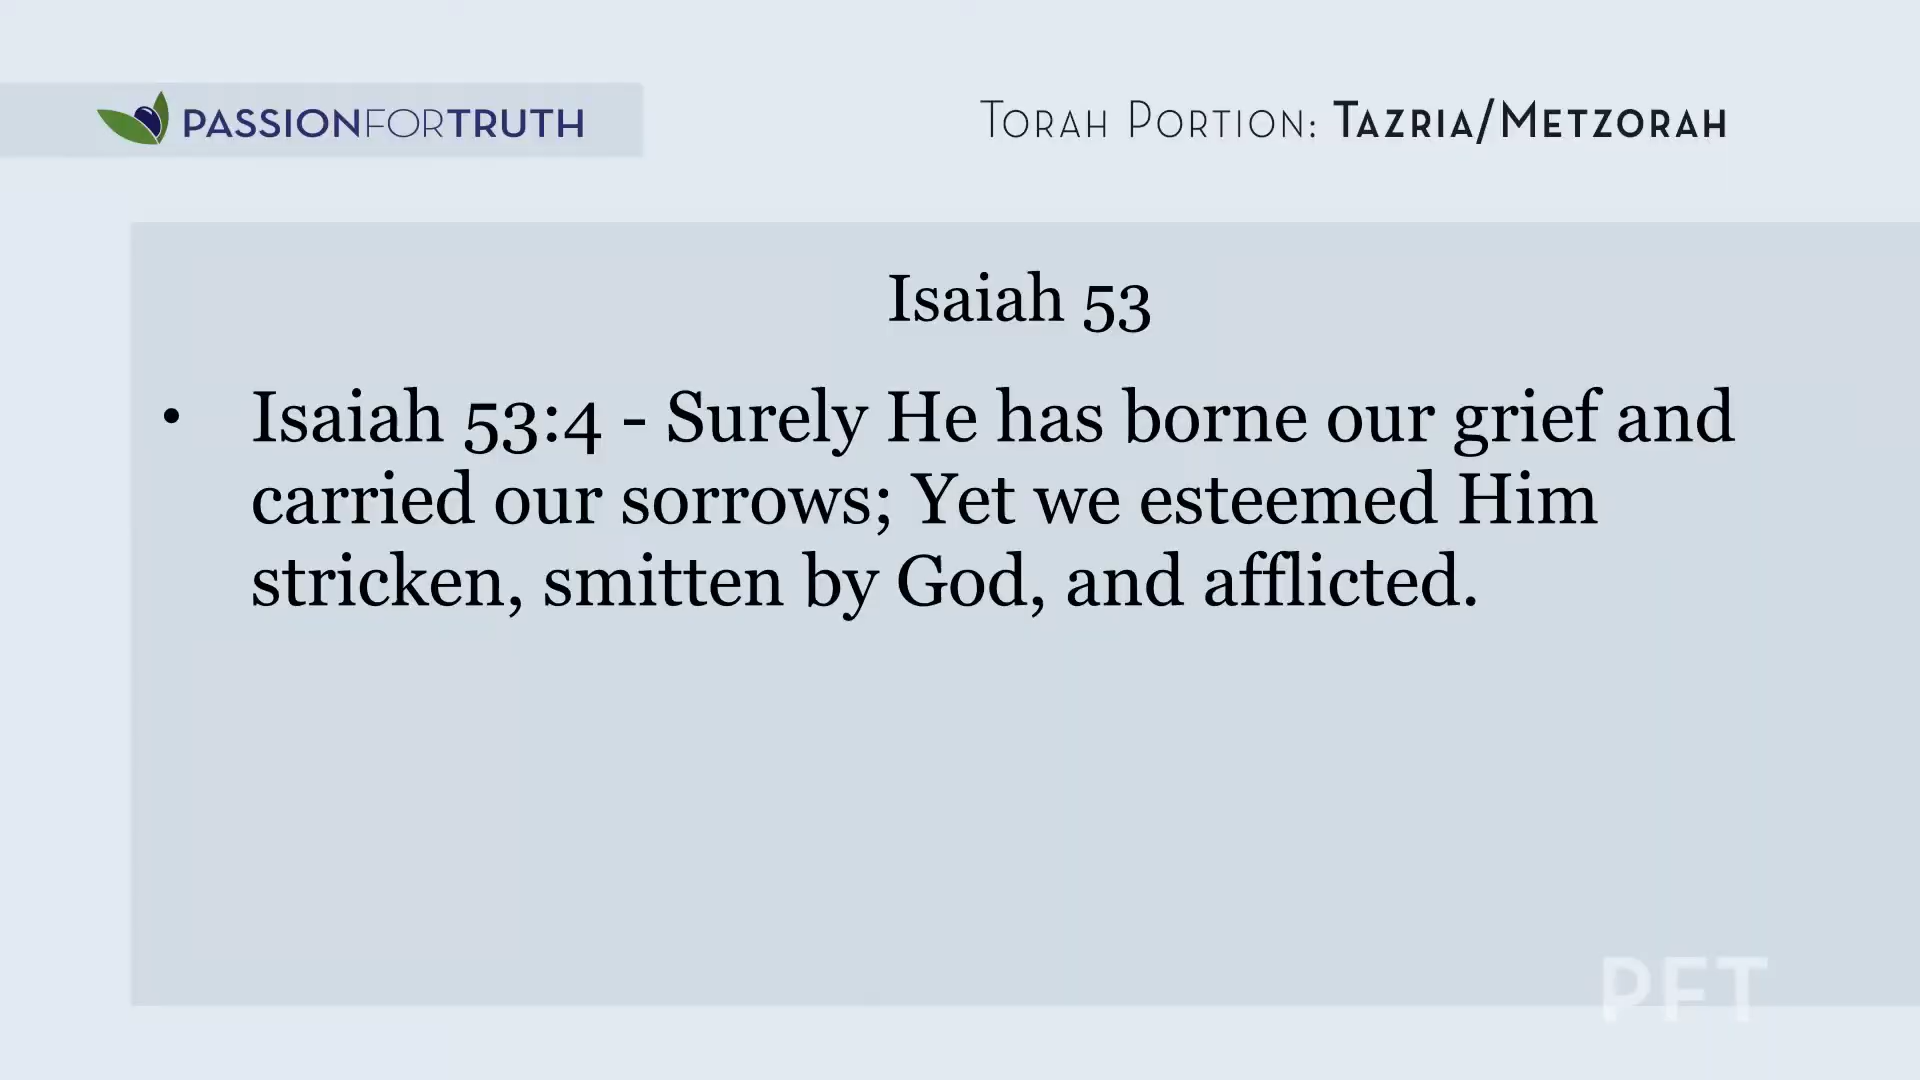 PASSIONFORTRUTH
TORAH PORTION: TAZRIA/METZORAH
Isaiah 53
• Isaiah 53:4 - Surely He has borne our grief and
carried our sorrows; Yet we esteemed Him
stricken, smitten by God, and afflicted.
PFT